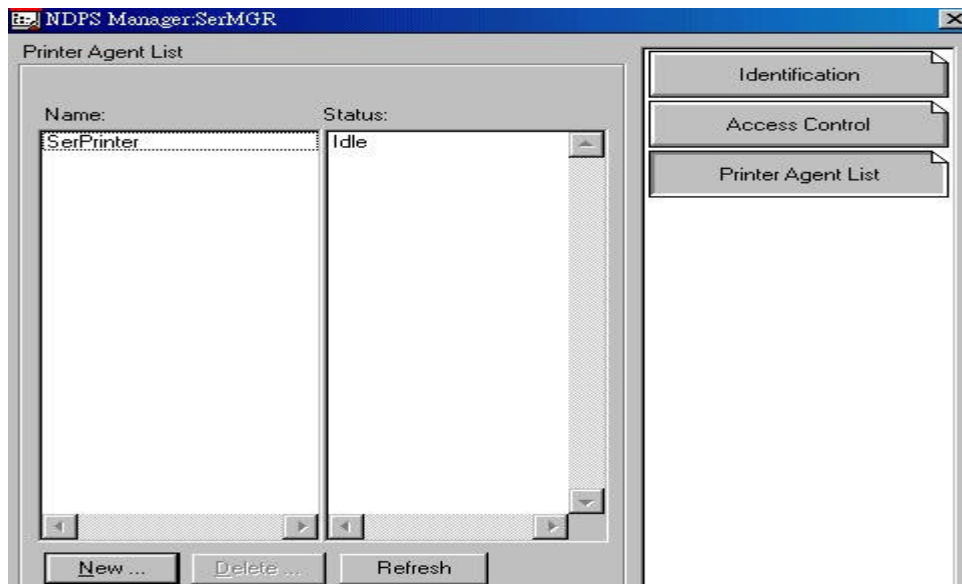 NDPS Manager:SerMGR
Printer Agent List
Name:
Status:
SerPrinter
Idle
New ...
Delete ...
Refresh
Identification
Access Control
Printer Agent List